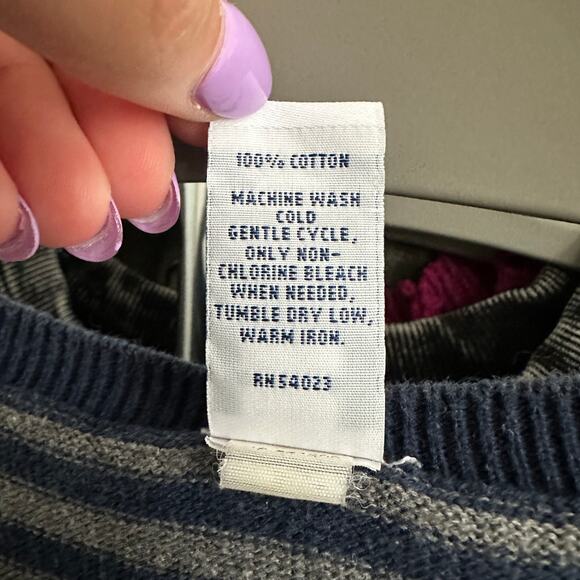 100% COTTON
MACHINE WASH
COLD
GENTLE CYCLE,
ONLY NON-
CHLORINE BLEACH
WHEN NEEDED,
TUMBLE DRY LOW,
WARM IRON.
RN 54023